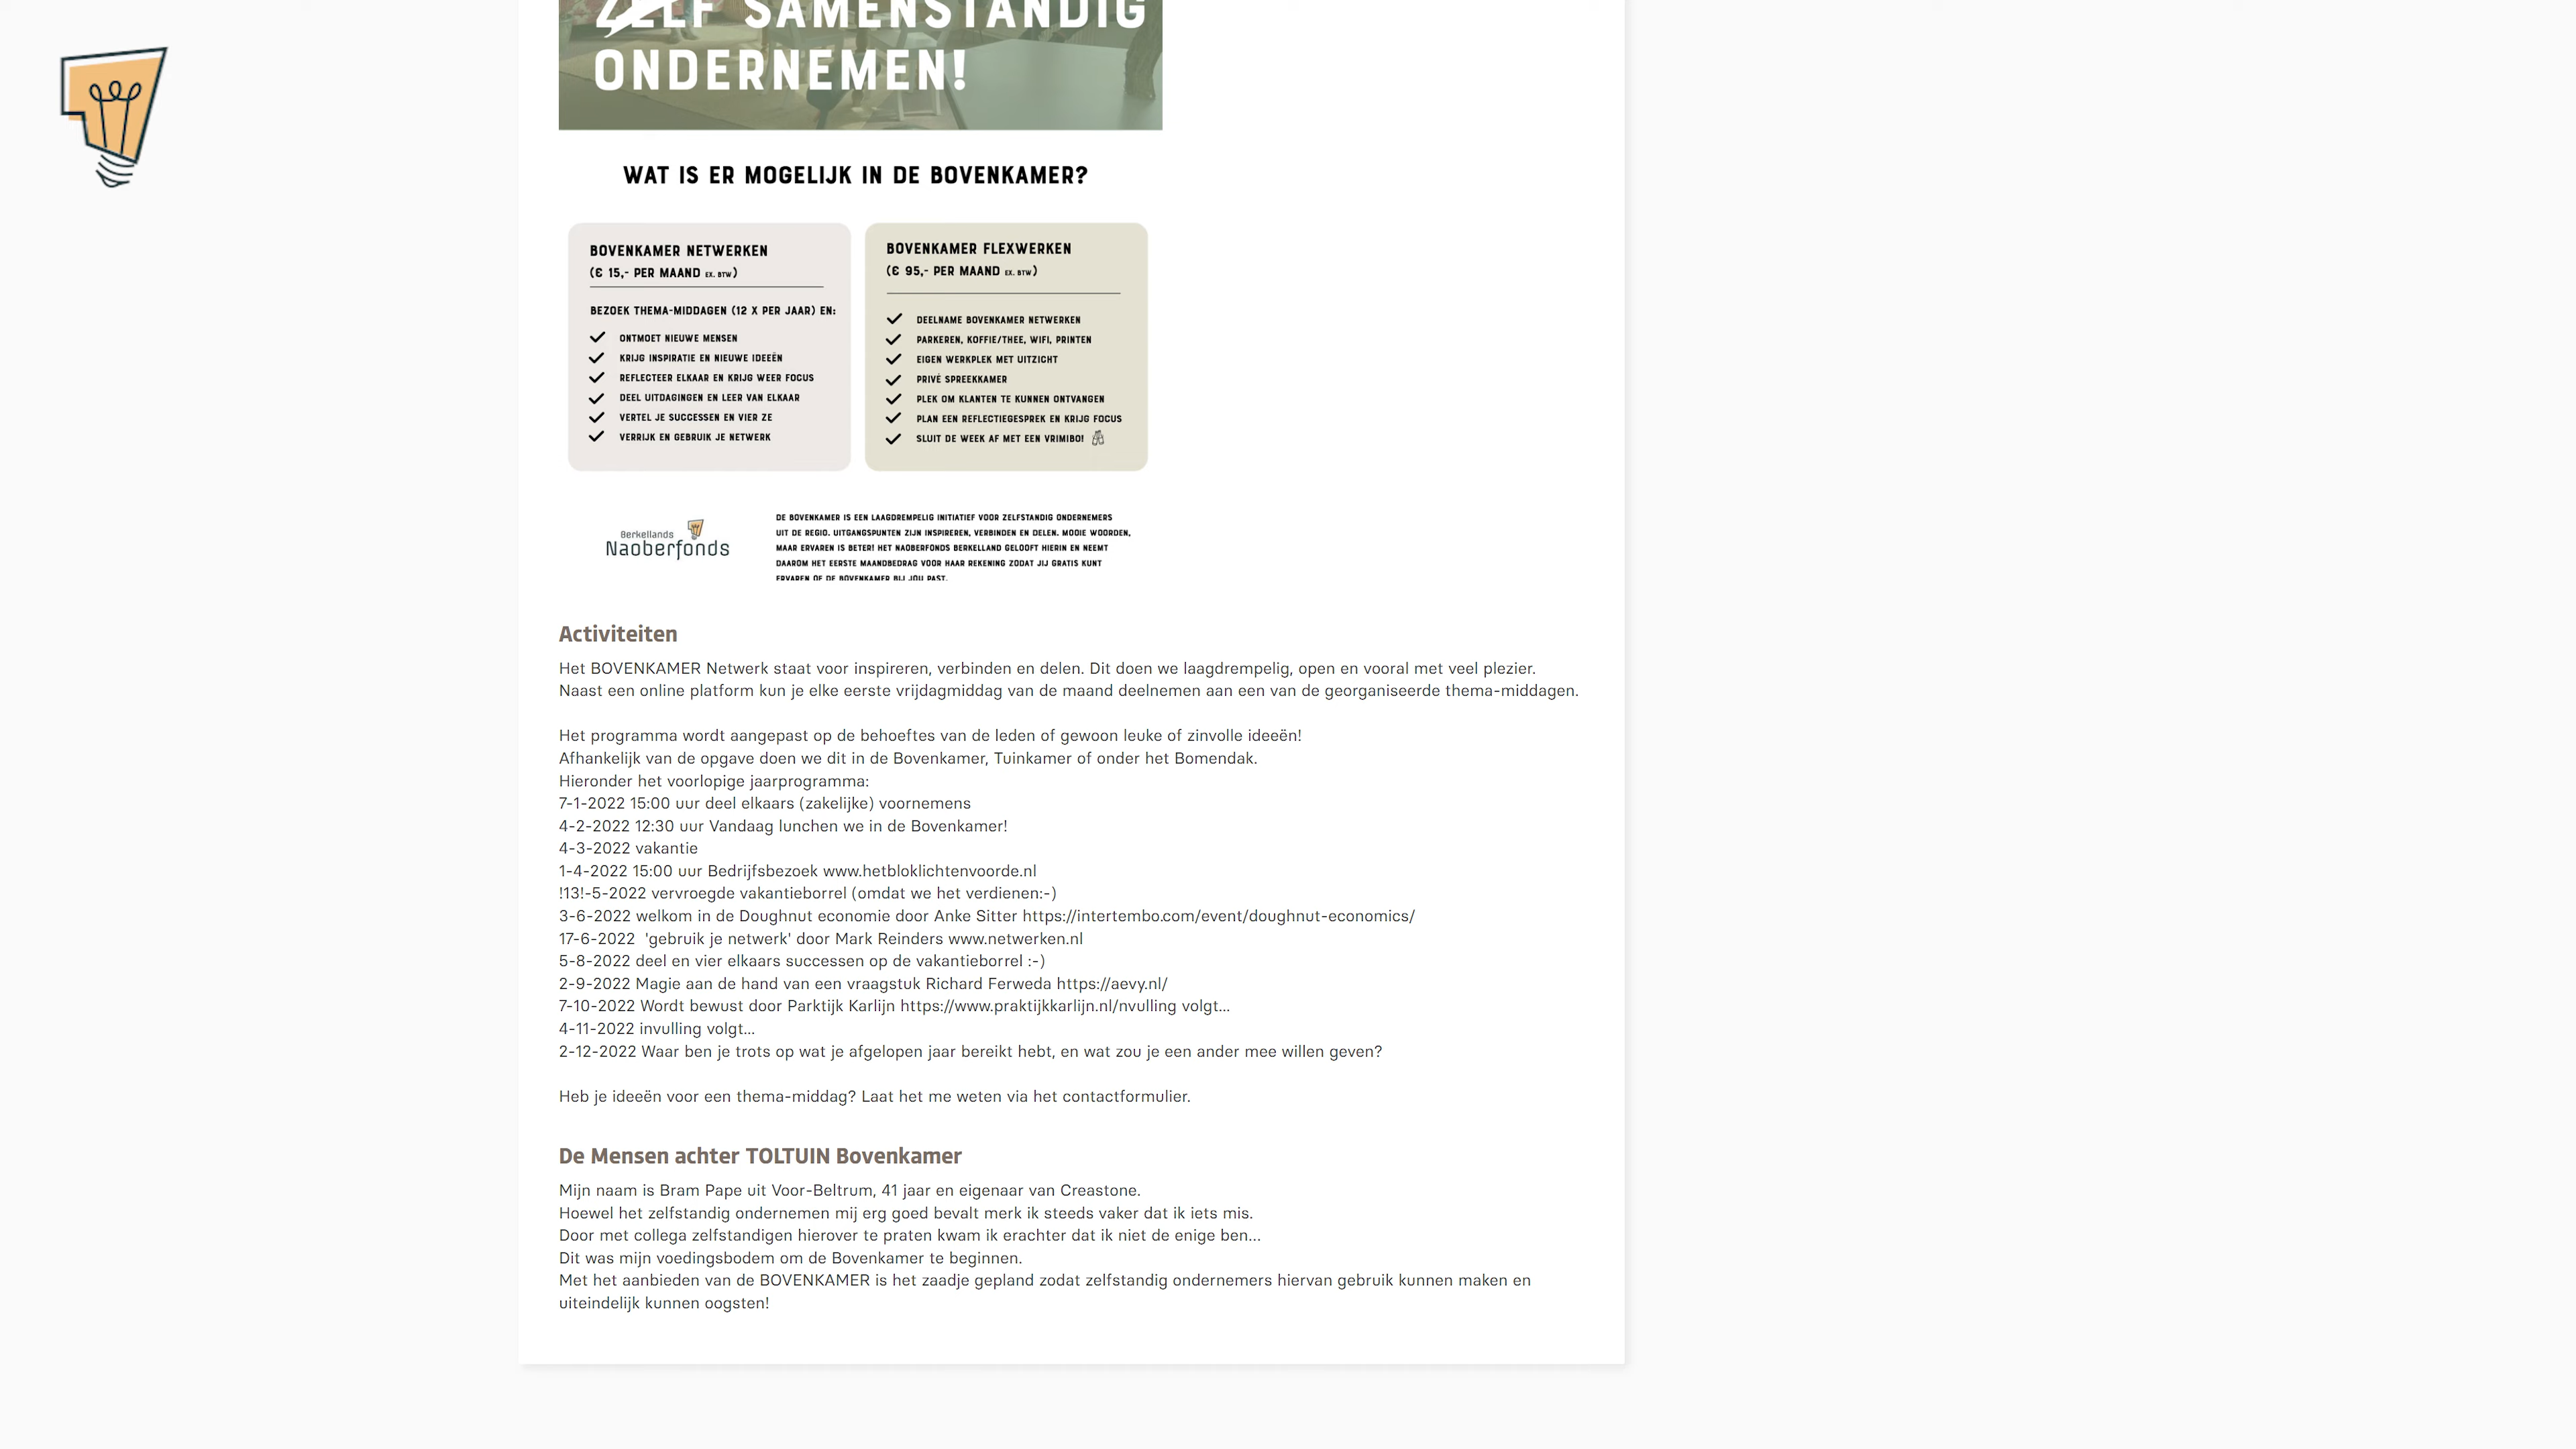 ZELF SAMENSTANDIG
ONDERNEMEN!
WAT IS ER MOGELIJK IN DE BOVENKAMER?
BOVENKAMER NETWERKEN
(€ 15,- PER MAAND EX. BTW)
BEZOEK THEMA-MIDDAGEN (12 X PER JAAR) EN:
ONTMOET NIEUWE MENSEN
KRIJG INSPIRATIE EN NIEUWE IDEEËN
REFLECTEER ELKAAR EN KRIJG WEER FOCUS
DEEL UITDAGINGEN EN LEER VAN ELKAAR
VERTEL JE SUCCESSEN EN VIER ZE
VERRIJK EN GEBRUIK JE NETWERK
BOVENKAMER FLEXWERKEN
(€ 95,- PER MAAND EX. BTW)
DEELNAME BOVENKAMER NETWERKEN
PARKEREN, KOFFIE/THEE, WIFI, PRINTEN
EIGEN WERKPLEK MET UITZICHT
PRIVÉ SPREEKKAMER
PLEK OM KLANTEN TE KUNNEN ONTVANGEN
PLAN EEN REFLECTIEGESPREK EN KRIJG FOCUS
SLUIT DE WEEK AF MET EEN VRIMIBO!
Berkellands
Naoberfonds
DE BOVENKAMER IS EEN LAAGDREMPELIG INITIATIEF VOOR ZELFSTANDIG ONDERNEMERS
UIT DE REGIO. UITGANGSPUNTEN ZIJN INSPIREREN, VERBINDEN EN DELEN. MOOIE WOORDEN,
MAAR ERVAREN IS BETER! HET NAOBERFONDS BERKELLAND GELOOFT HIERIN EN NEEMT
DAAROM HET EERSTE MAANDBEDRAG VOOR HAAR REKENING ZODAT JIJ GRATIS KUNT
ERVAREN OF DE BOVENKAMER BIJ JOU PAST.
Activiteiten
Het BOVENKAMER Netwerk staat voor inspireren, verbinden en delen. Dit doen we laagdrempelig, open en vooral met veel plezier.
Naast een online platform kun je elke eerste vrijdagmiddag van de maand deelnemen aan een van de georganiseerde thema-middagen.
Het programma wordt aangepast op de behoeftes van de leden of gewoon leuke of zinvolle ideeën!
Afhankelijk van de opgave doen we dit in de Bovenkamer, Tuinkamer of onder het Bomendak.
Hieronder het voorlopige jaarprogramma:
7-1-2022 15:00 uur deel elkaars (zakelijke) voornemens
4-2-2022 12:30 uur Vandaag lunchen we in de Bovenkamer!
4-3-2022 vakantie
1-4-2022 15:00 uur Bedrijfsbezoek www.hetbloklichtenvoorde.nl
!13!-5-2022 vervroegde vakantieborrel (omdat we het verdienen:-)
3-6-2022 welkom in de Doughnut economie door Anke Sitter https://intertembo.com/event/doughnut-economics/
17-6-2022  'gebruik je netwerk' door Mark Reinders www.netwerken.nl
5-8-2022 deel en vier elkaars successen op de vakantieborrel :-)
2-9-2022 Magie aan de hand van een vraagstuk Richard Ferweda https://aevy.nl/
7-10-2022 Wordt bewust door Parktijk Karlijn https://www.praktijkkarlijn.nl/nvulling volgt...
4-11-2022 invulling volgt...
2-12-2022 Waar ben je trots op wat je afgelopen jaar bereikt hebt, en wat zou je een ander mee willen geven?
Heb je ideeën voor een thema-middag? Laat het me weten via het contactformulier.
De Mensen achter TOLTUIN Bovenkamer
Mijn naam is Bram Pape uit Voor-Beltrum, 41 jaar en eigenaar van Creastone.
Hoewel het zelfstandig ondernemen mij erg goed bevalt merk ik steeds vaker dat ik iets mis.
Door met collega zelfstandigen hierover te praten kwam ik erachter dat ik niet de enige ben...
Dit was mijn voedingsbodem om de Bovenkamer te beginnen.
Met het aanbieden van de BOVENKAMER is het zaadje gepland zodat zelfstandig ondernemers hiervan gebruik kunnen maken en
uiteindelijk kunnen oogsten!